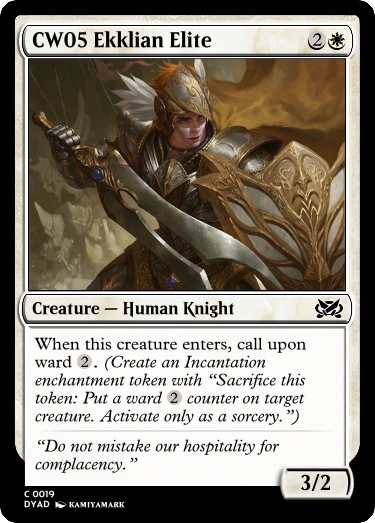 CW05 Ekklian Elite 2
Creature — Human Knight
When this creature enters, call upon
ward 2. (Create an Incantation
enchantment token with “Sacrifice this
token: Put a ward 2 counter on target
creature. Activate only as a sorcery.”)
“Do not mistake our hospitality for
complacency.”
3/2
C 0019
DYAD KAMIYAMARK